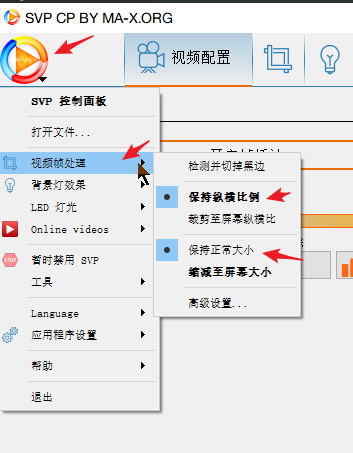 SVP CP BY MA-X.ORG
视频配置
SVP 控制面板
打开文件...
视频帧处理
背景灯效果
LED 灯光
Online videos
暂时禁用 SVP
工具
Language
应用程序设置
帮助
退出
检测并切掉黑边
保持纵横比例
裁剪至屏幕纵横比
保持正常大小
缩减至屏幕大小
高级设置...